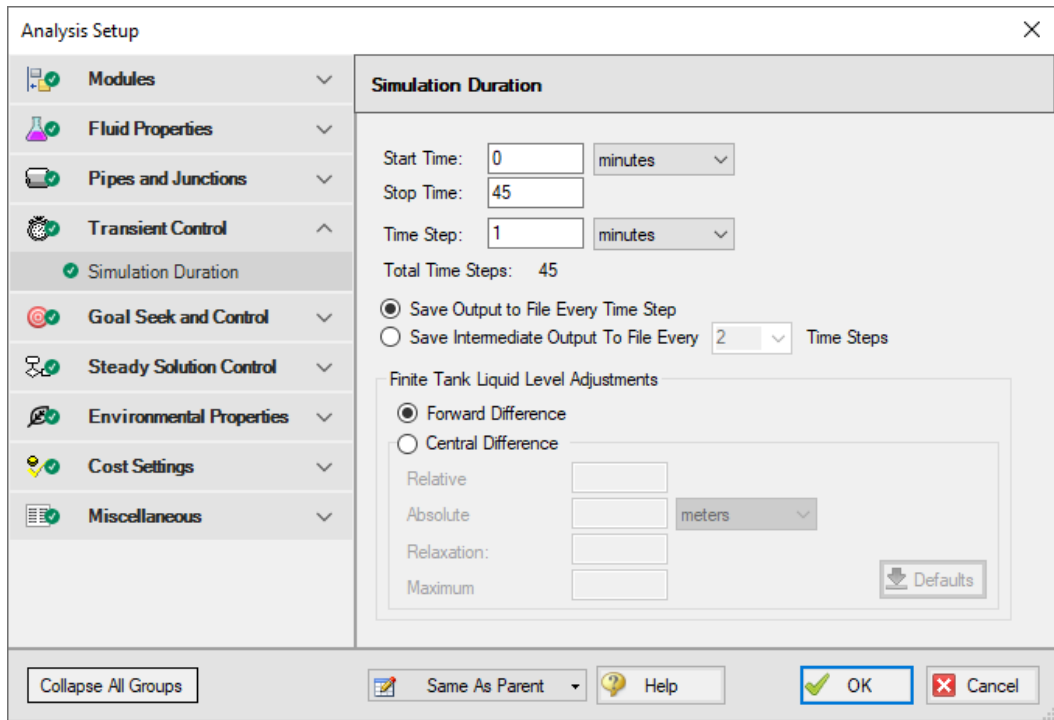 Analysis Setup
Modules
Fluid Properties
Pipes and Junctions
Transient Control
Simulation Duration
Goal Seek and Control
Steady Solution Control
Environmental Properties
Cost Settings
Miscellaneous
Simulation Duration
Start Time: 0 minutes
Stop Time: 45
Time Step: 1 minutes
Total Time Steps: 45
Save Output to File Every Time Step
Save Intermediate Output To File Every 2 Time Steps
Finite Tank Liquid Level Adjustments
Forward Difference
Central Difference
Relative
Absolute meters
Relaxation:
Maximum
Defaults
Collapse All Groups Same As Parent Help OK Cancel